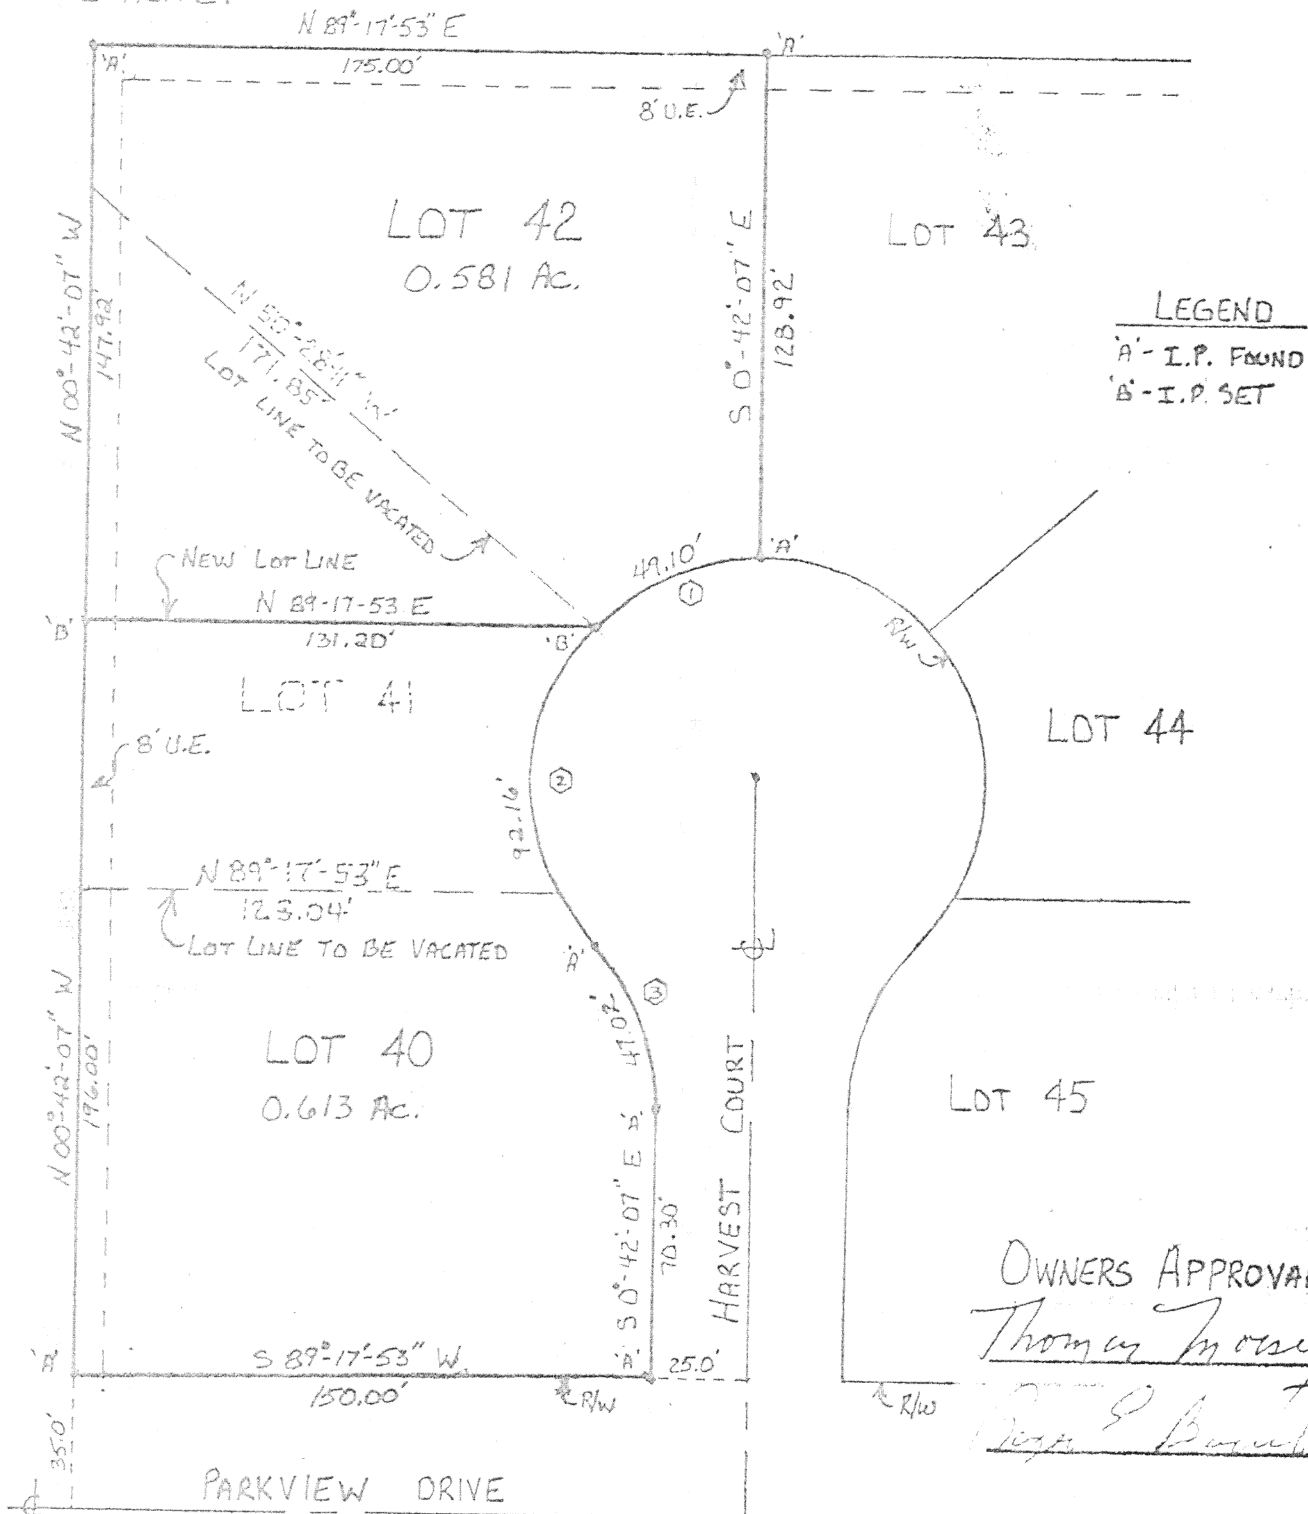 N 89°-17'-53" E
175.00'
'A'
'A'
8' U.E.
LOT 42
0.581 Ac.
LOT 43
N 00°-42'-07" W
147.92'
S 0°-42'-07" E
128.92'
N 50°-28'-11" W
171.85'
LOT LINE TO BE VACATED
LEGEND
'A' - I.P. FOUND
'B' - I.P. SET
NEW LOT LINE
N 89-17-53 E
131.20'
'B'
'B'
49.10'
'A'
1
R/W
LOT 41
8' U.E.
LOT 44
2
92.16'
N 89°-17'-53" E
123.04'
LOT LINE TO BE VACATED
'A'
3
47.02'
N 00°-42'-07" W
196.00'
LOT 40
0.613 Ac.
HARVEST COURT
LOT 45
S 0°-42'-07" E
70.30'
OWNERS APPROVAL
Thomas
'A'
S 89°-17'-53" W
150.00'
'A'
25.0'
R/W
R/W
35.0'
PARKVIEW DRIVE